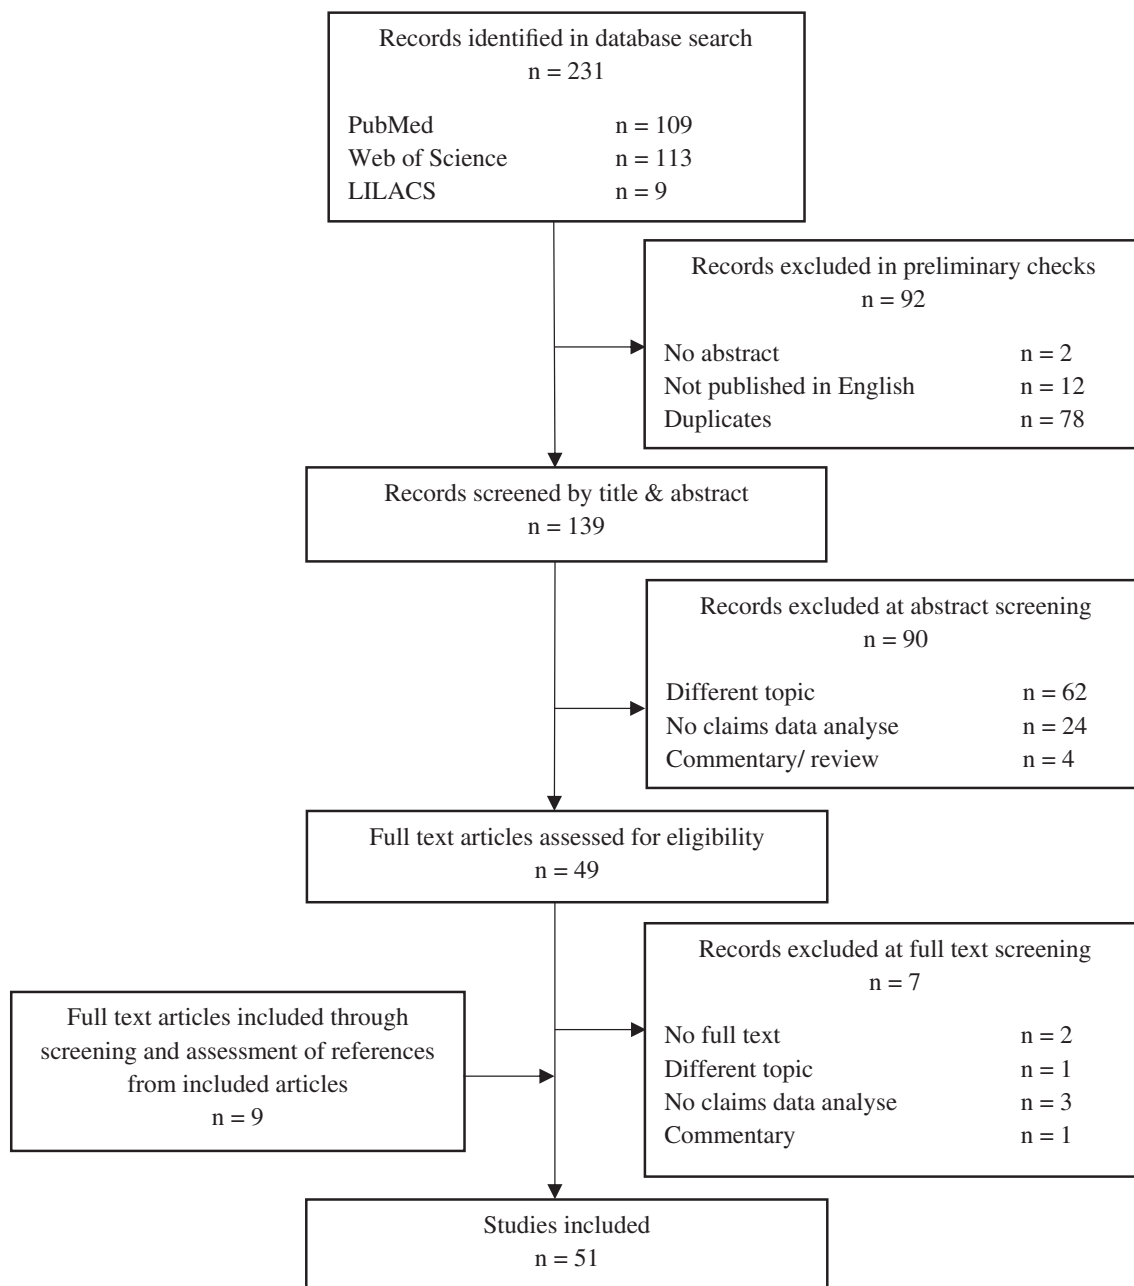 Records identified in database search
n = 231
PubMed n = 109
Web of Science n = 113
LILACS n = 9
Records excluded in preliminary checks
n = 92
No abstract n = 2
Not published in English n = 12
Duplicates n = 78
Records screened by title & abstract
n = 139
Records excluded at abstract screening
n = 90
Different topic n = 62
No claims data analyse n = 24
Commentary/ review n = 4
Full text articles assessed for eligibility
n = 49
Records excluded at full text screening
n = 7
No full text n = 2
Different topic n = 1
No claims data analyse n = 3
Commentary n = 1
Full text articles included through
screening and assessment of references
from included articles
n = 9
Studies included
n = 51